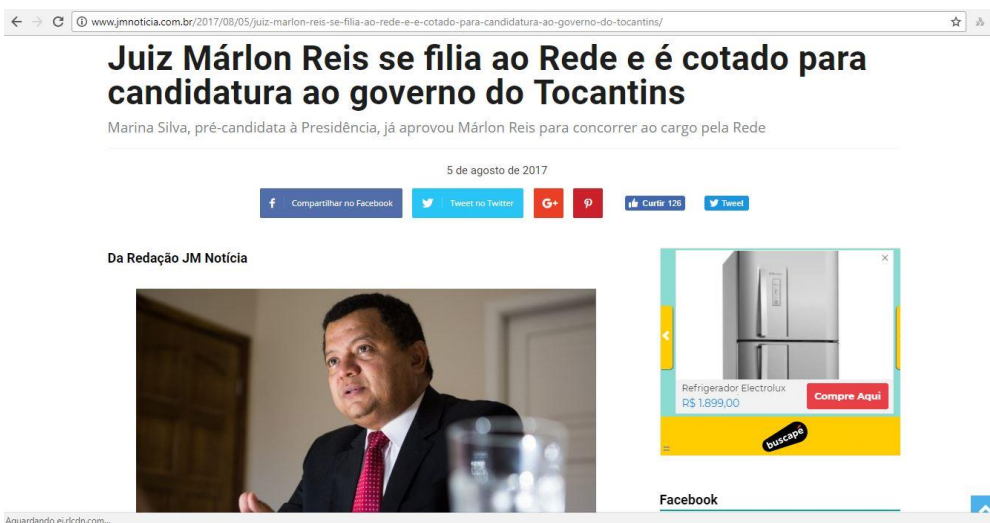 www.jmnoticia.com.br/2017/08/05/juiz-marlon-reis-se-filia-ao-rede-e-e-cotado-para-candidatura-ao-governo-do-tocantins/
Juiz Márlon Reis se filia ao Rede e é cotado para
candidatura ao governo do Tocantins
Marina Silva, pré-candidata à Presidência, já aprovou Márlon Reis para concorrer ao cargo pela Rede
5 de agosto de 2017
Compartilhar no Facebook
Tweet no Twitter
G+
Curtir 126
Tweet
Da Redação JM Notícia
Refrigerador Electrolux
R$ 1.899,00
Compre Aqui
buscapé
Facebook
Aguardando ei.rlcdn.com...